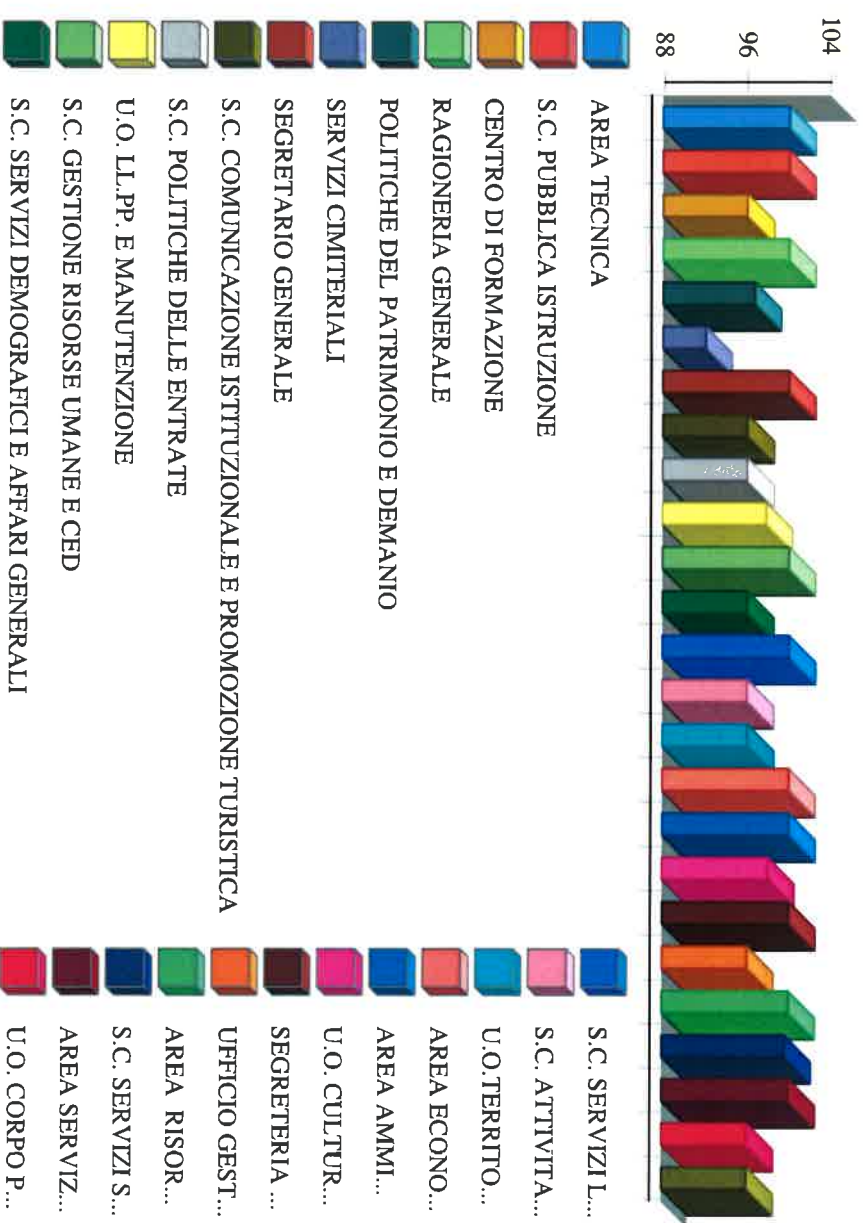 104
96
88
AREA TECNICA
S.C. PUBBLICA ISTRUZIONE
CENTRO DI FORMAZIONE
RAGIONERIA GENERALE
POLITICHE DEL PATRIMONIO E DEMANIO
SERVIZI CIMITERIALI
SEGRETARIO GENERALE
S.C. COMUNICAZIONE ISTITUZIONALE E PROMOZIONE TURISTICA
S.C. POLITICHE DELLE ENTRATE
U.O. LL.PP. E MANUTENZIONE
S.C. GESTIONE RISORSE UMANE E CED
S.C. SERVIZI DEMOGRAFICI E AFFARI GENERALI
S.C. SERVIZI L...
S.C. ATTIVITA...
U.O.TERRITO...
AREA ECONO...
AREA AMMI...
U.O. CULTUR...
SEGRETERIA ...
UFFICIO GEST...
AREA RISOR...
S.C. SERVIZI S...
AREA SERVIZ...
U.O. CORPO P...